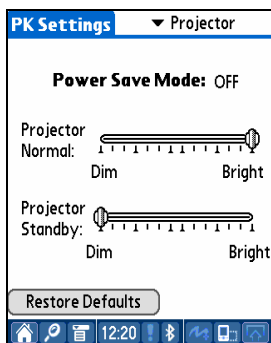 PK Settings ▼ Projector
Power Save Mode: OFF
Projector
Normal:
Dim Bright
Projector
Standby:
Dim Bright
Restore Defaults
12:20